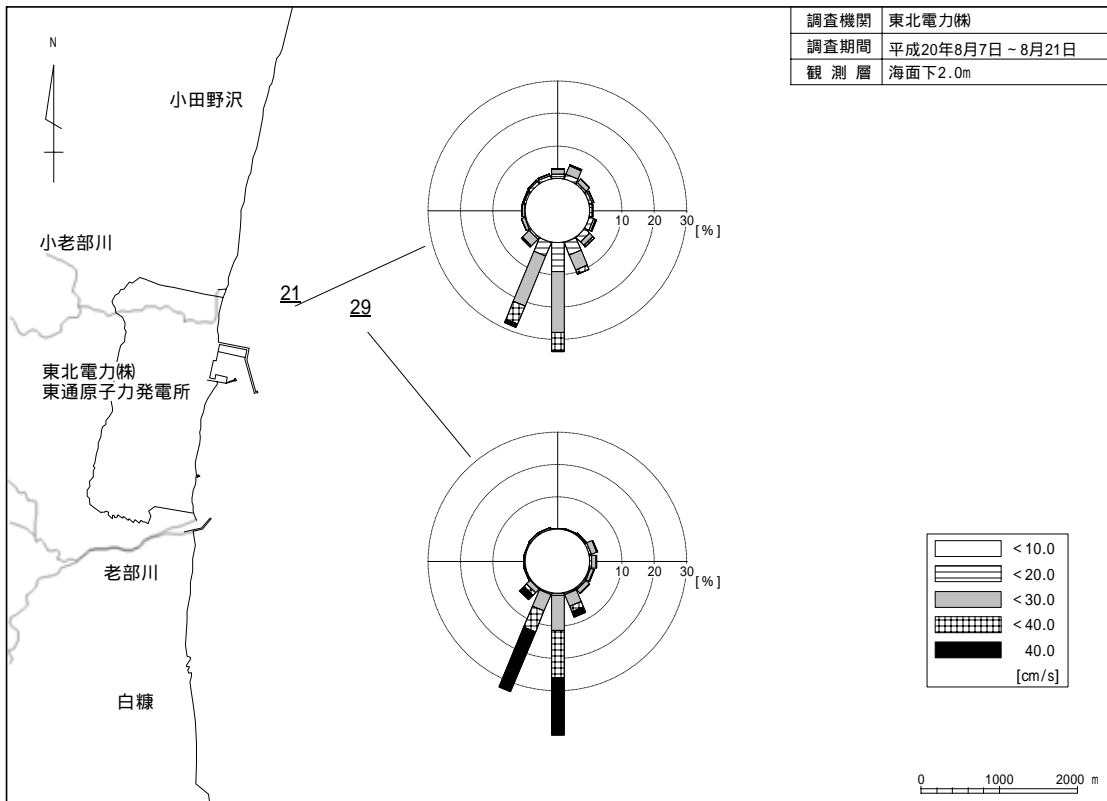 調査機関 東北電力㈱
調査期間 平成20年8月7日～8月21日
観測層 海面下2.0m
N
小田野沢
小老部川
東北電力㈱
東通原子力発電所
老部川
白糠
21
29
10 20 30 [%]
10 20 30 [%]
<10.0
<20.0
<30.0
<40.0
40.0
[cm/s]
0 1000 2000 m